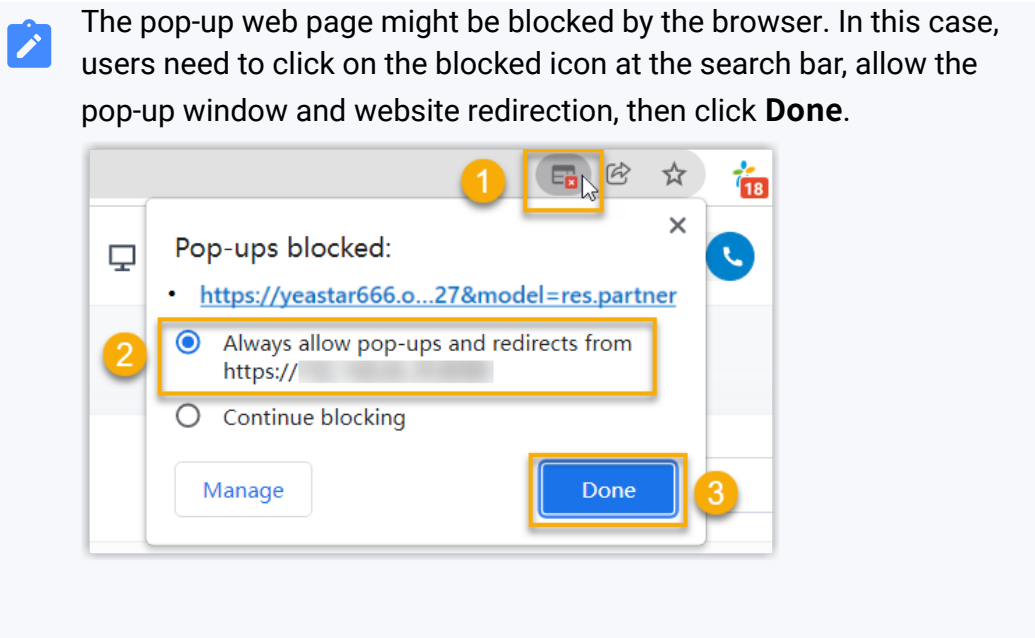 The pop-up web page might be blocked by the browser. In this case,
users need to click on the blocked icon at the search bar, allow the
pop-up window and website redirection, then click Done.
1
18
Pop-ups blocked:
• https://yeastar666.o...27&model=res.partner
2
Always allow pop-ups and redirects from
https://
Continue blocking
Manage
Done
3